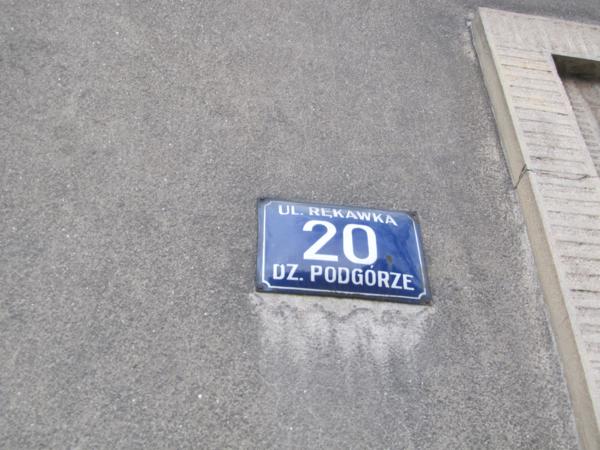 UL. RĘKAWKA
20
DZ. PODGÓRZE